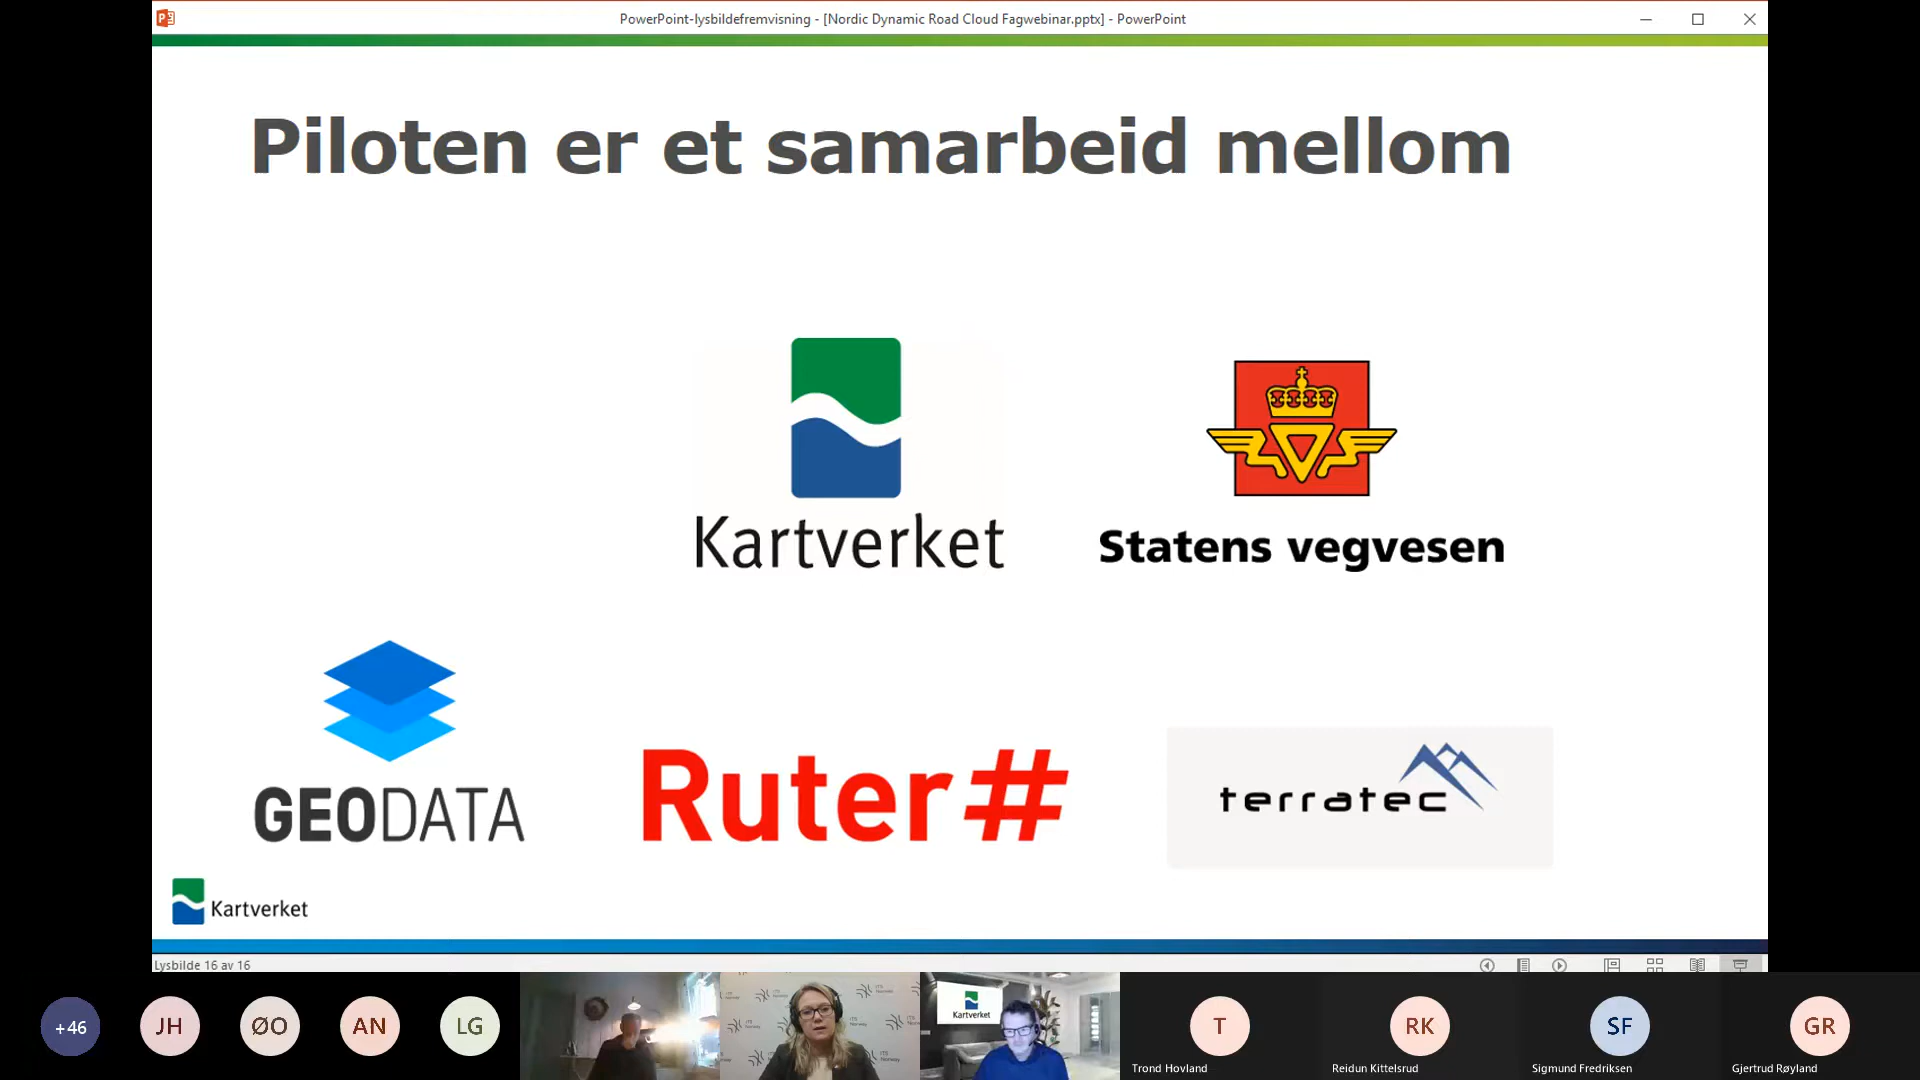 PowerPoint-lysbildefremvisning - [Nordic Dynamic Road Cloud Fagwebinar.pptx] - PowerPoint
Piloten er et samarbeid mellom
Kartverket
Statens vegvesen
GEODATA
Ruter#
terratec
Kartverket
Lysbilde 16 av 16
+46
JH
ØO
AN
LG
ITS Norway
Kartverket
T
Trond Hovland
RK
Reidun Kittelsrud
SF
Sigmund Fredriksen
GR
Gjertrud Røyland